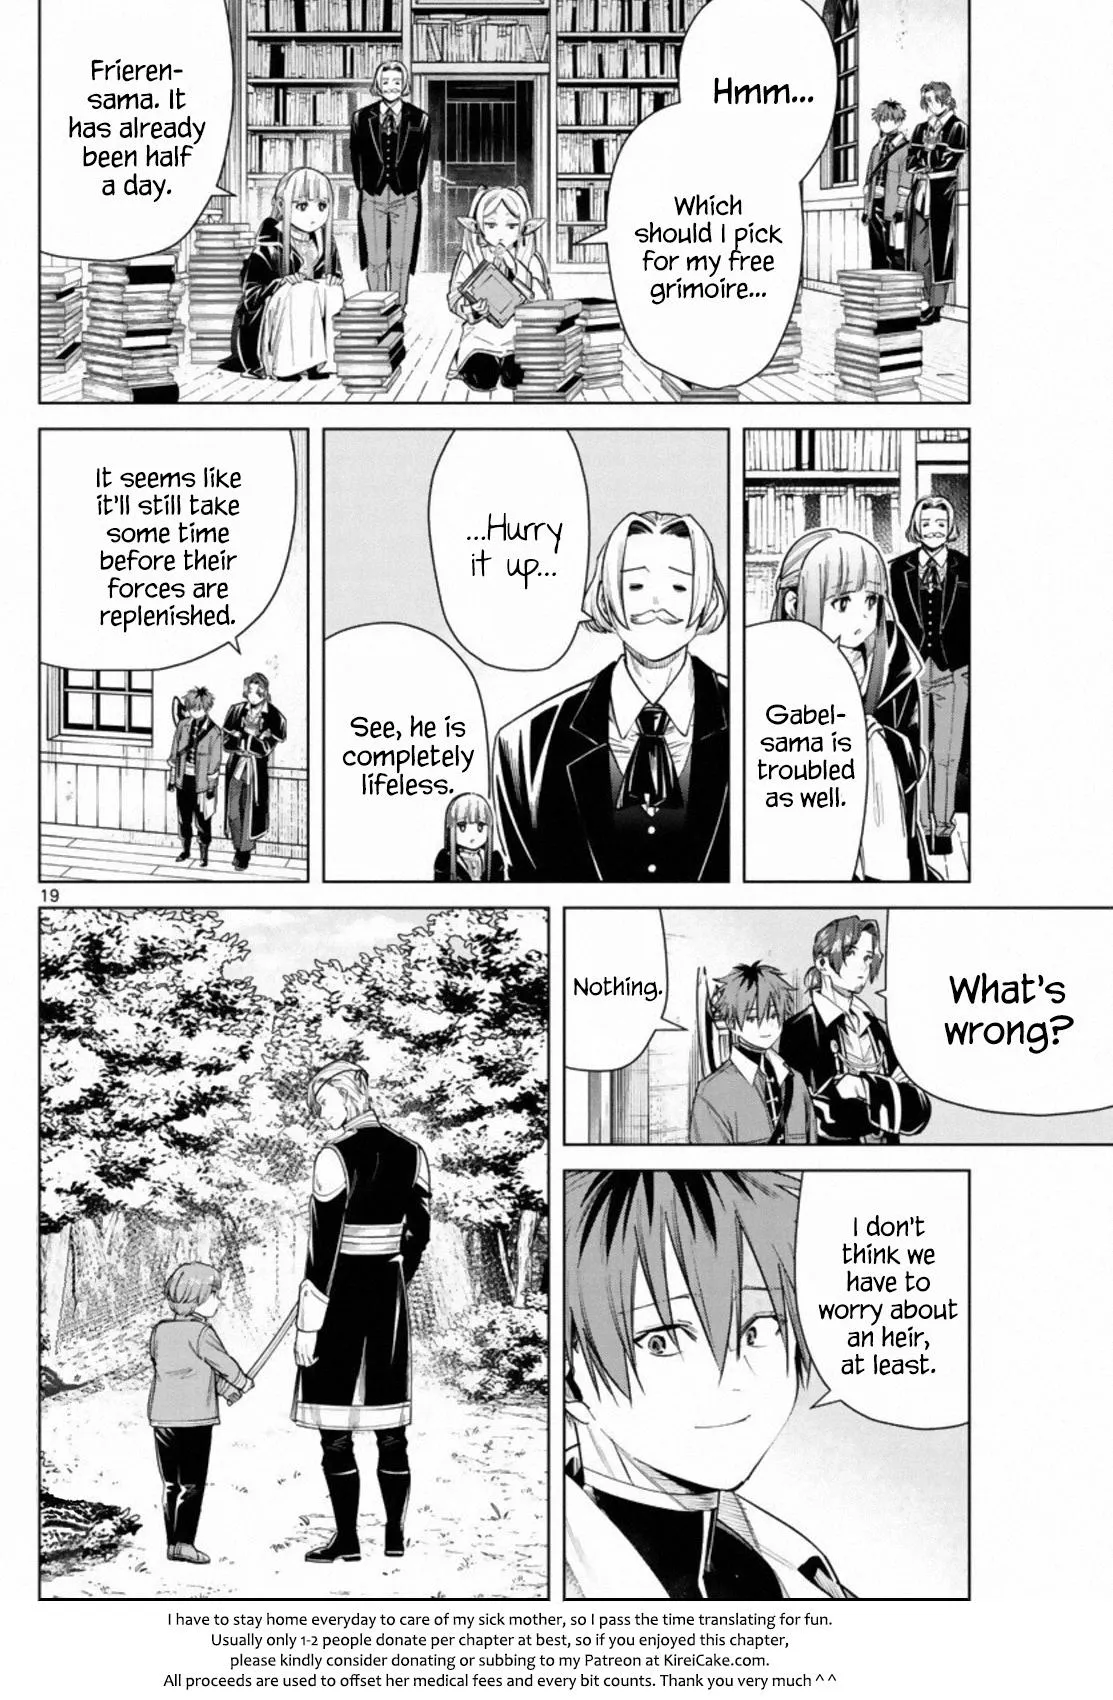 Hmm...
Which
should I pick
for my free
grimoire...
Frieren-
sama. It
has already
been half
a day.
Gabel-
sama is
troubled
as well.
...Hurry
it up...
See, he is
completely
lifeless.
It seems like
it'll still take
some time
before their
forces are
replenished.
19
What's
wrong?
Nothing.
I don't
think we
have to
worry about
an heir,
at least.
I have to stay home everyday to care of my sick mother, so I pass the time translating for fun.
Usually only 1-2 people donate per chapter at best, so if you enjoyed this chapter,
please kindly consider donating or subbing to my Patreon at KireiCake.com.
All proceeds are used to offset her medical fees and every bit counts. Thank you very much ^ ^